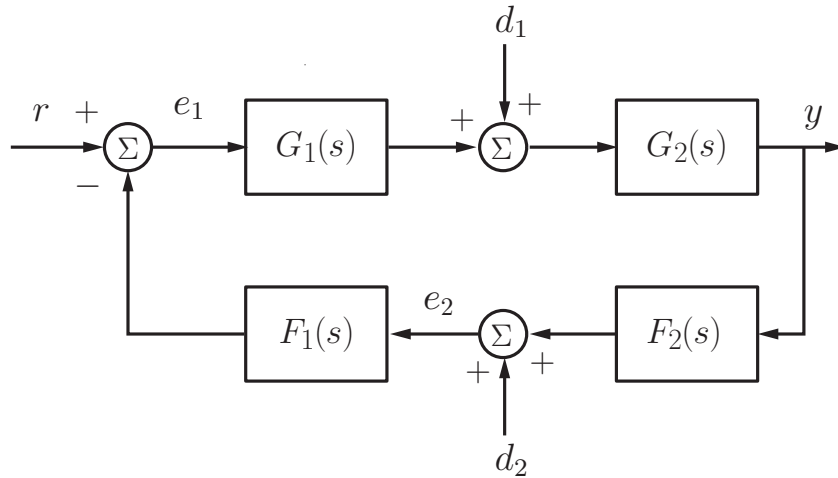 d₁
r + e₁ G₁(s) + + G₂(s) y
Σ Σ
−
F₁(s) e₂ Σ F₂(s)
+ +
d₂